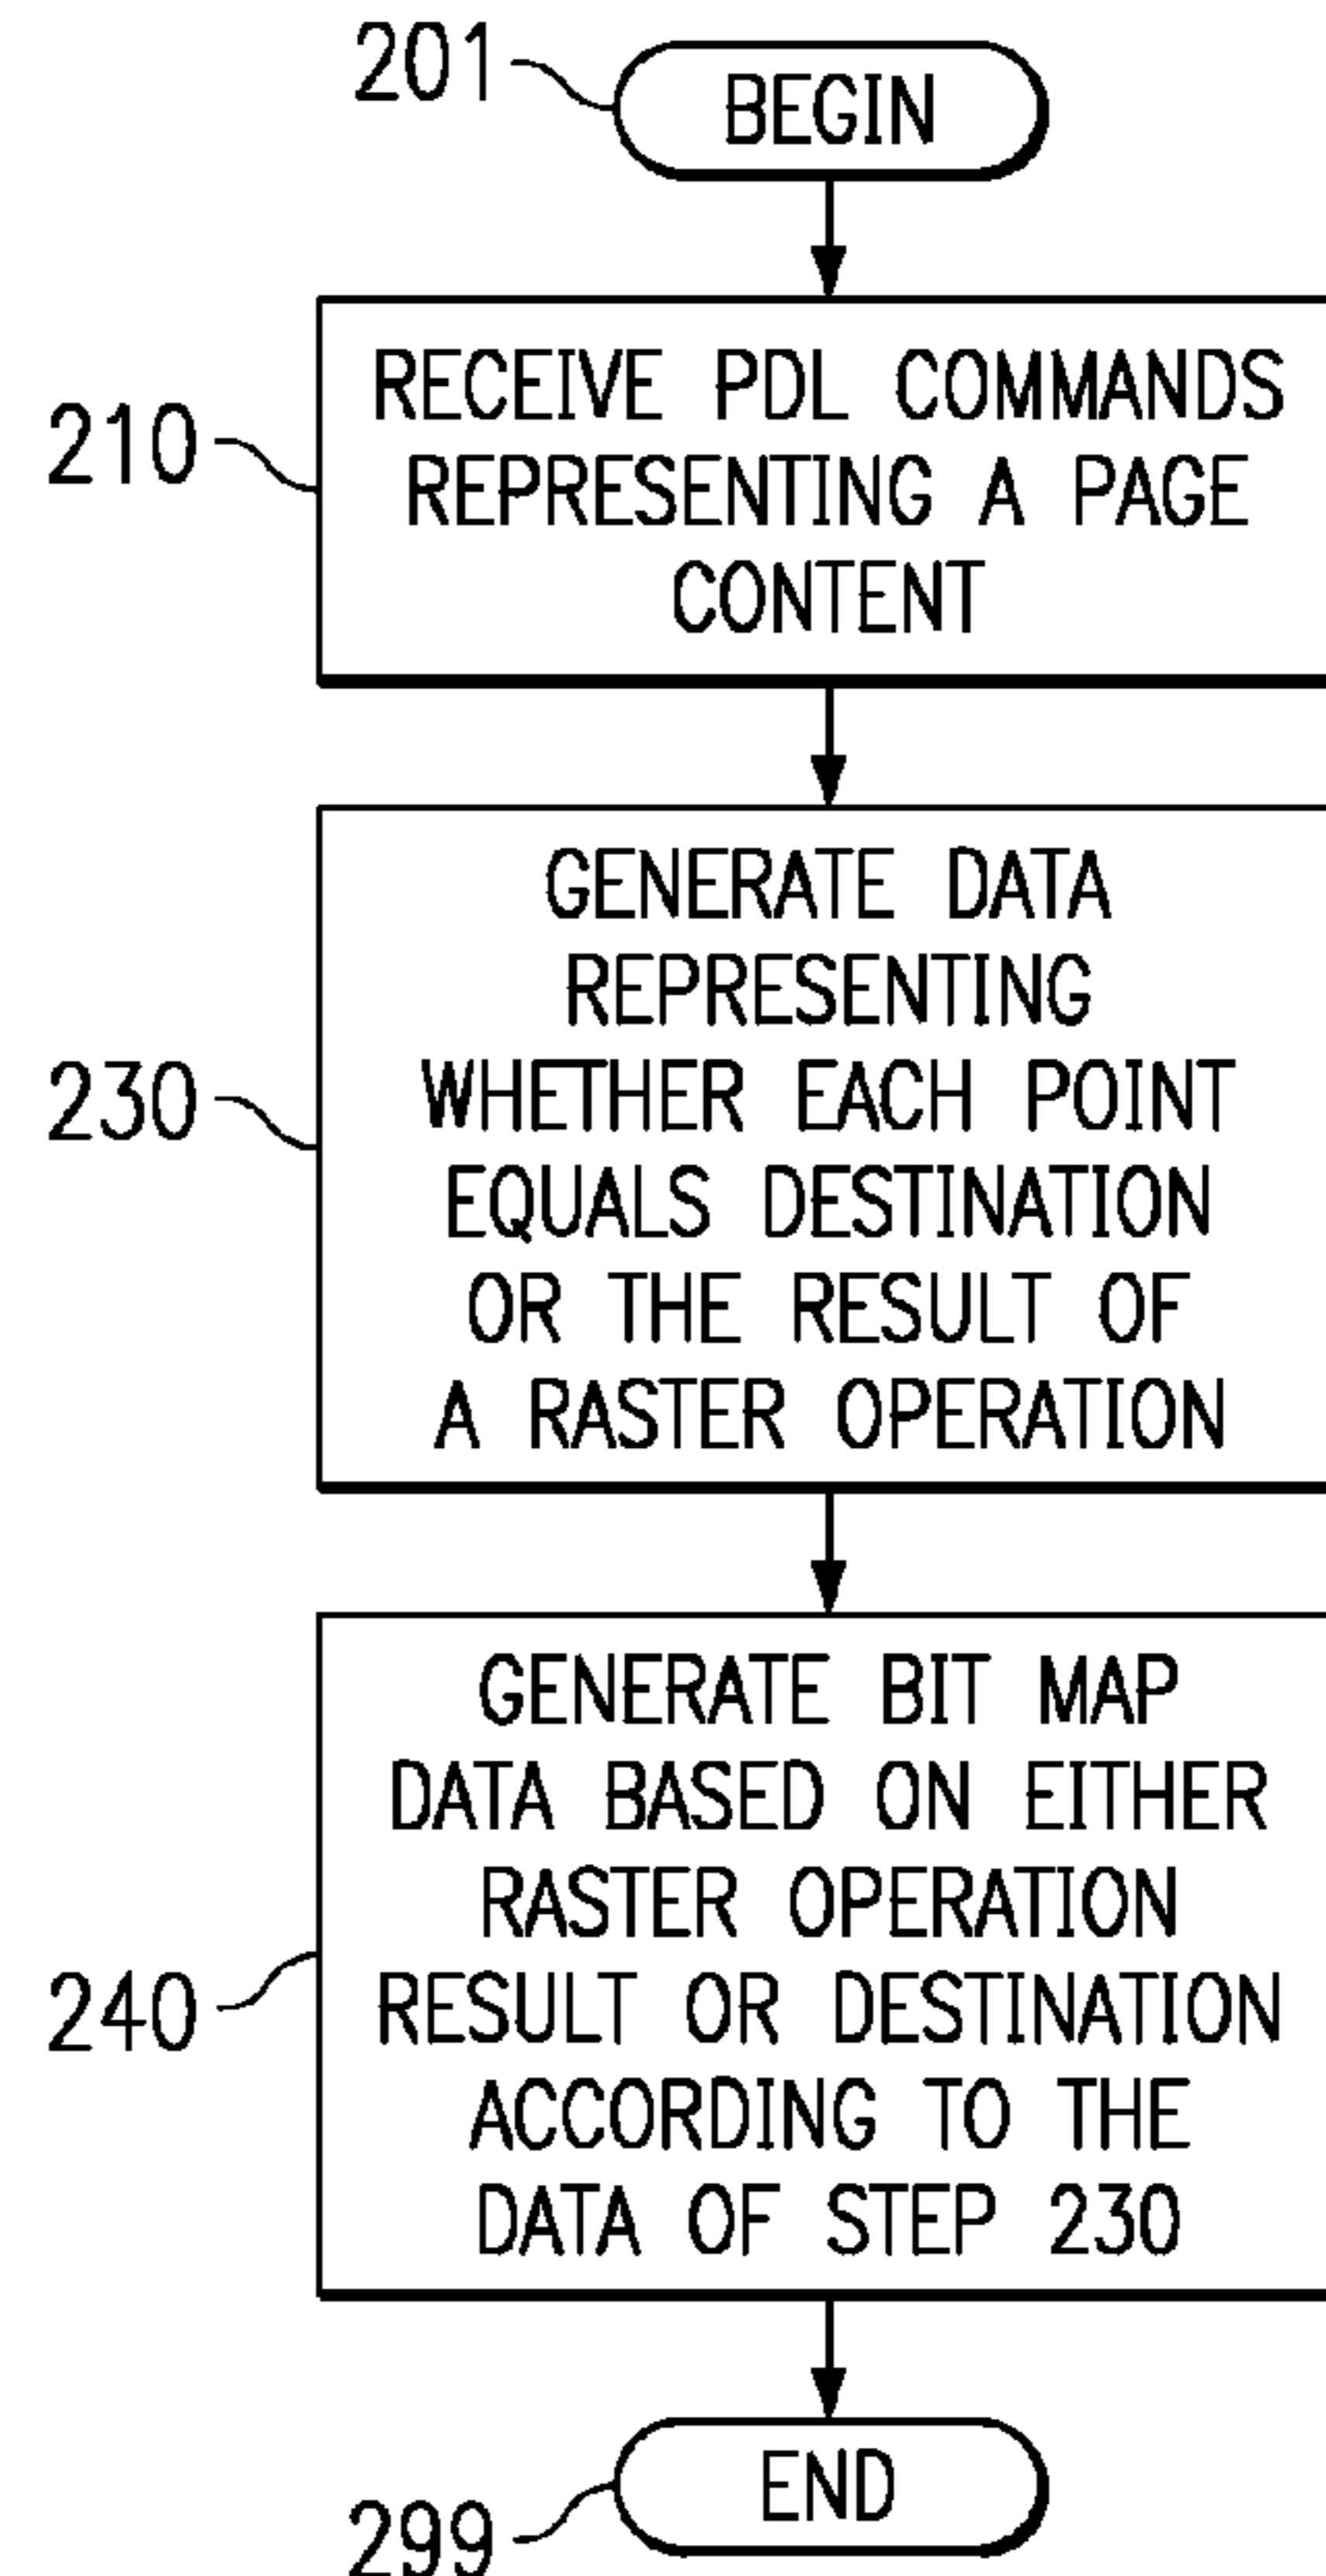 201
BEGIN
210
RECEIVE PDL COMMANDS
REPRESENTING A PAGE
CONTENT
230
GENERATE DATA
REPRESENTING
WHETHER EACH POINT
EQUALS DESTINATION
OR THE RESULT OF
A RASTER OPERATION
240
GENERATE BIT MAP
DATA BASED ON EITHER
RASTER OPERATION
RESULT OR DESTINATION
ACCORDING TO THE
DATA OF STEP 230
299
END